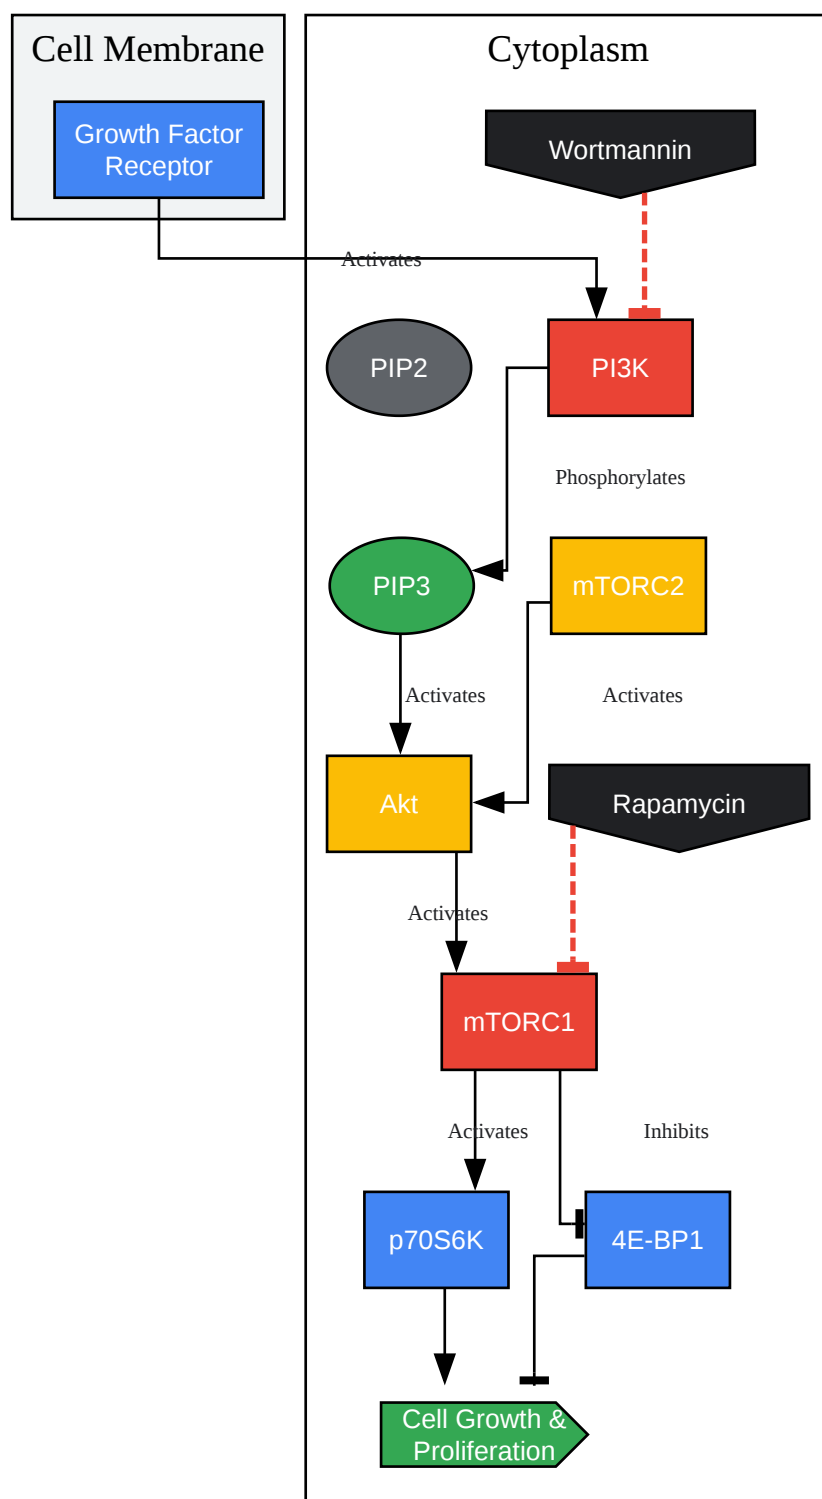 Cell Membrane
Cytoplasm
Growth Factor
Receptor
Wortmannin
Activates
PIP2
PI3K
Phosphorylates
PIP3
mTORC2
Activates
Activates
Akt
Rapamycin
Activates
mTORC1
Activates
Inhibits
p70S6K
4E-BP1
Cell Growth &
Proliferation